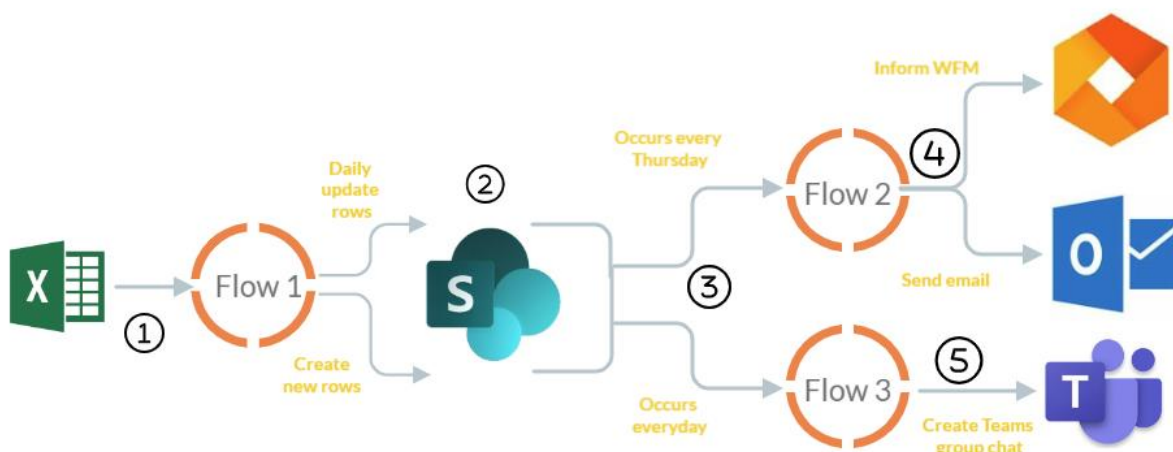 Inform WFM
Occurs every
Thursday
4
Flow 2
Daily
update
rows
2
X
Flow 1
S
3
O
Send email
1
Create
new rows
Occurs
everyday
Flow 3
5
T
Create Teams
group chat